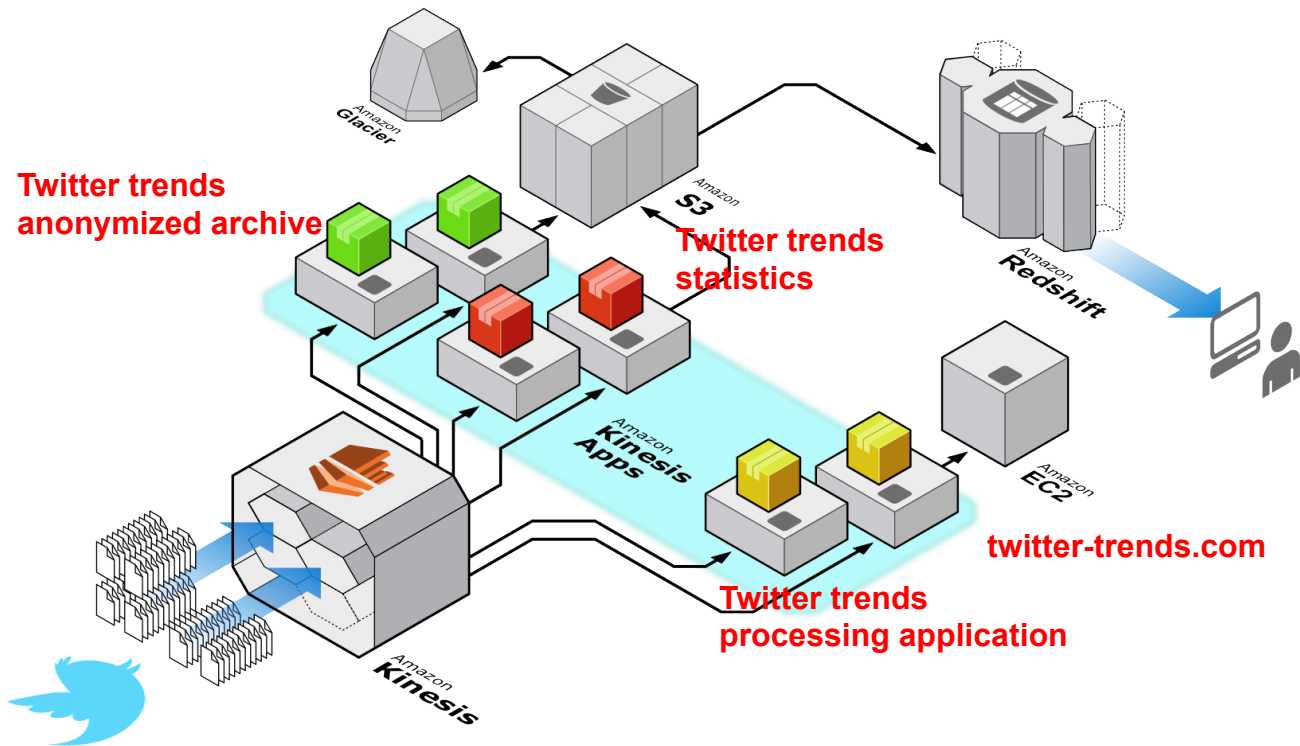 Amazon
Glacier
Twitter trends
anonymized archive
Amazon
S3
Twitter trends
statistics
Amazon
Redshift
Amazon
Kinesis
Apps
Amazon
EC2
twitter-trends.com
Twitter trends
processing application
Amazon
Kinesis